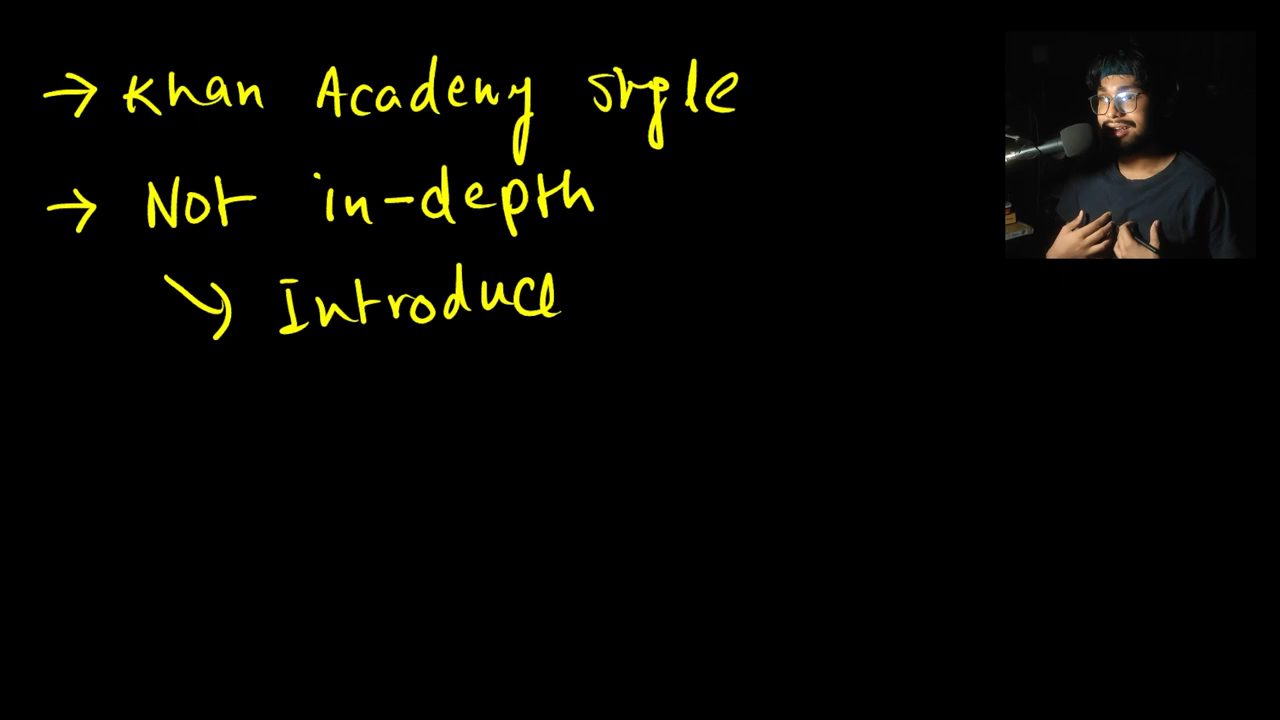 → Khan Academy style
→ Not in-depth
↳ Introduce